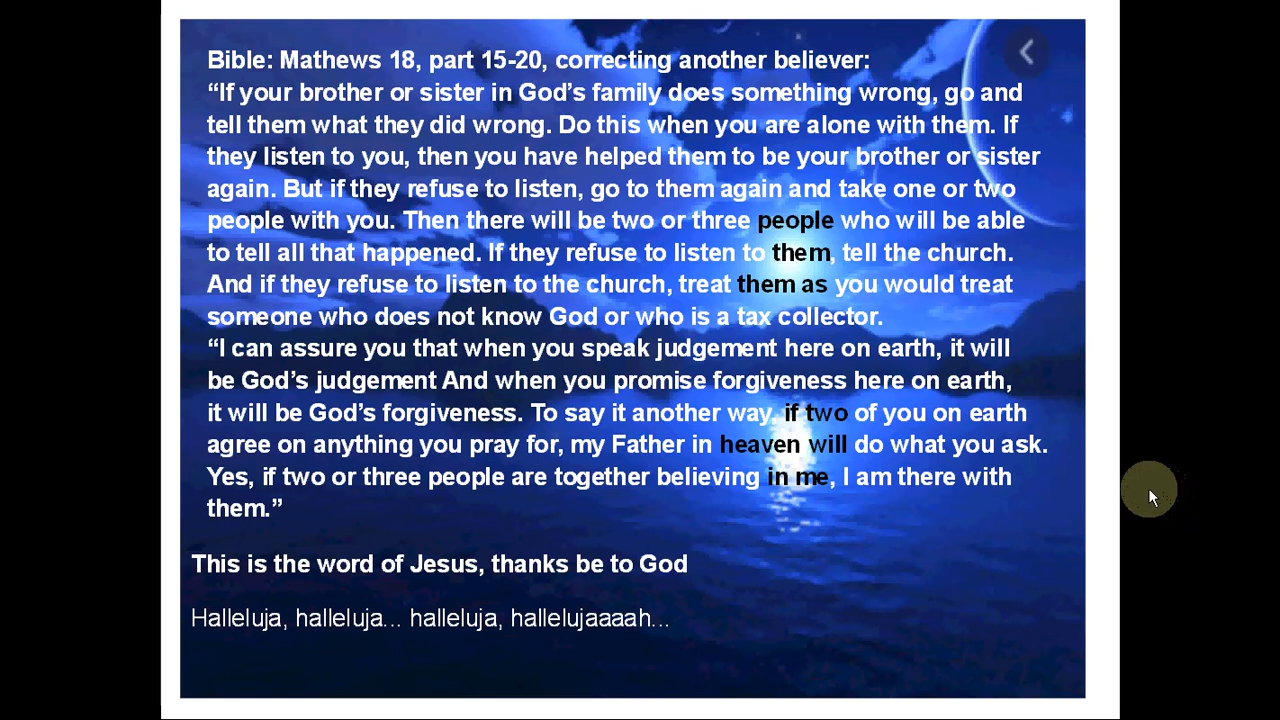 Bible: Mathews 18, part 15-20, correcting another believer:
“If your brother or sister in God’s family does something wrong, go and
tell them what they did wrong. Do this when you are alone with them. If
they listen to you, then you have helped them to be your brother or sister
again. But if they refuse to listen, go to them again and take one or two
people with you. Then there will be two or three people who will be able
to tell all that happened. If they refuse to listen to them, tell the church.
And if they refuse to listen to the church, treat them as you would treat
someone who does not know God or who is a tax collector.
“I can assure you that when you speak judgement here on earth, it will
be God’s judgement And when you promise forgiveness here on earth,
it will be God’s forgiveness. To say it another way, if two of you on earth
agree on anything you pray for, my Father in heaven will do what you ask.
Yes, if two or three people are together believing in me, I am there with
them.”
This is the word of Jesus, thanks be to God
Halleluja, halleluja... halleluja, hallelujaaaah...